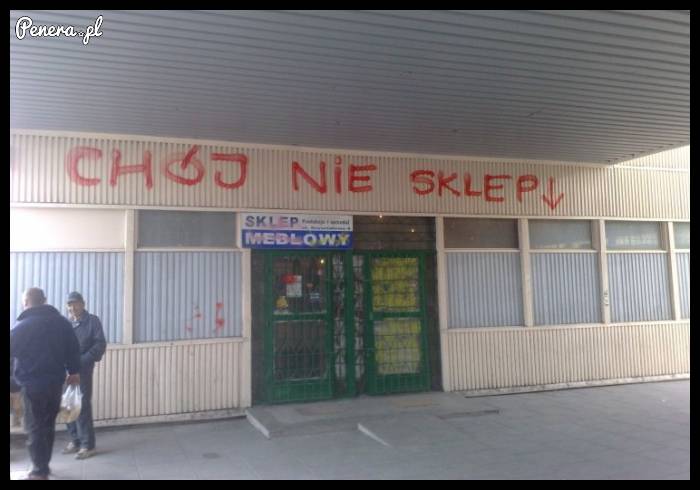 Penera.pl
CHÓJ NIE SKLEP
SKLEP
MEBLOWY